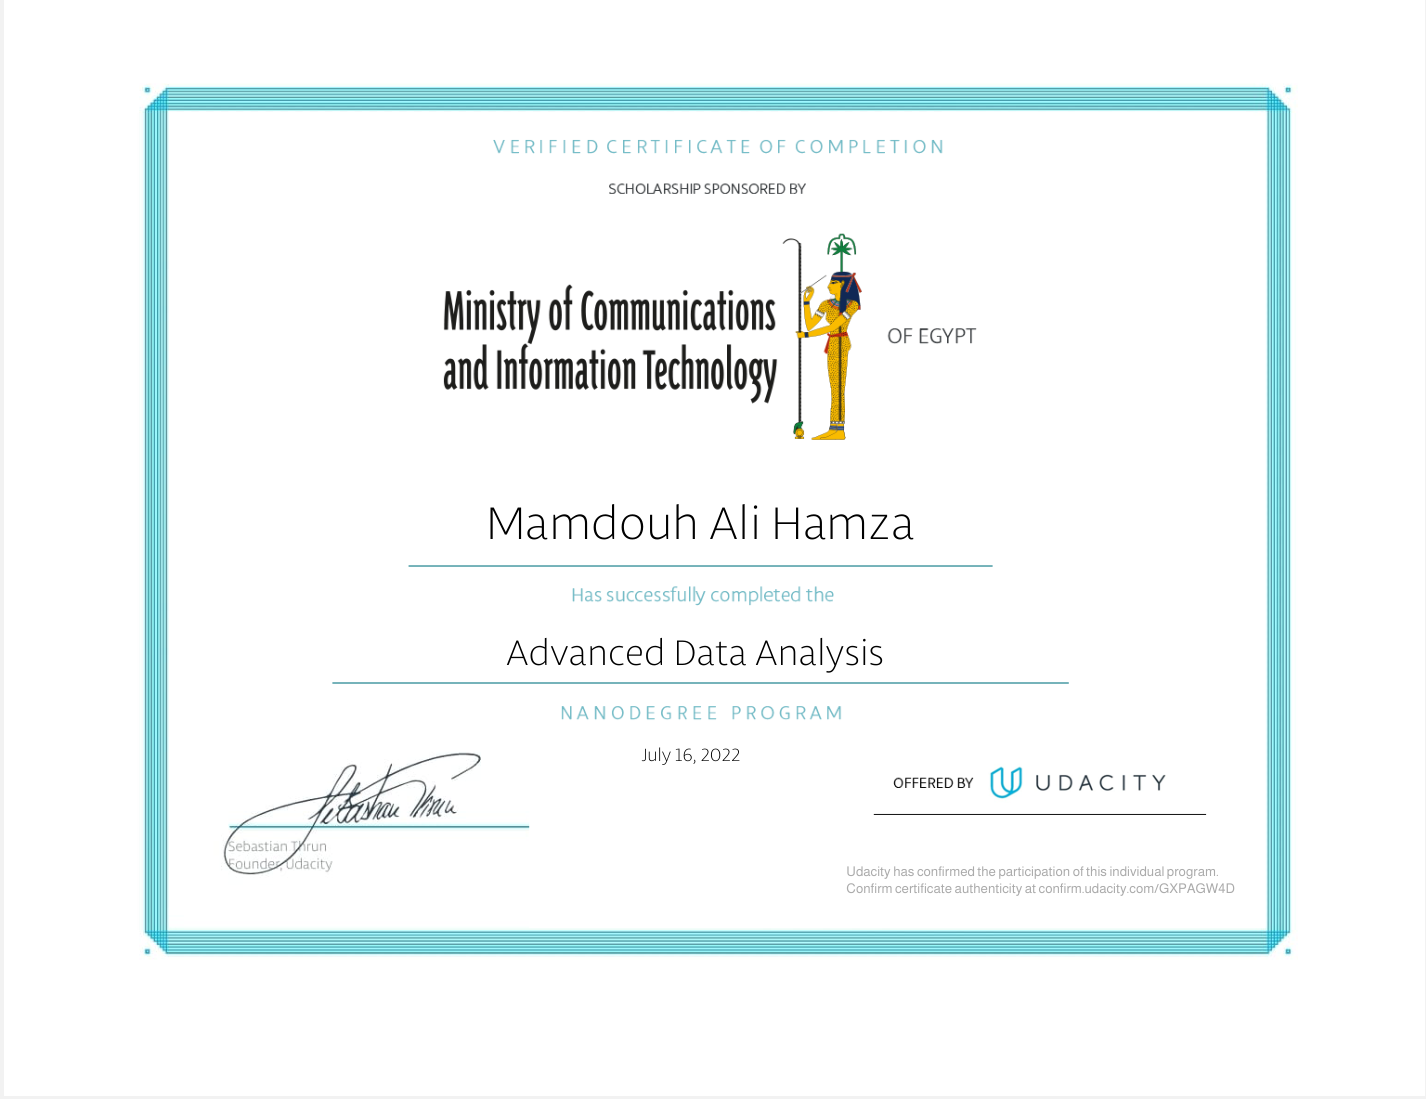 VERIFIED CERTIFICATE OF COMPLETION
SCHOLARSHIP SPONSORED BY
Ministry of Communications
and Information Technology
OF EGYPT
Mamdouh Ali Hamza
Has successfully completed the
Advanced Data Analysis
NANODEGREE PROGRAM
July 16, 2022
Sebastian Thrun
Sebastian Thrun
Founder, Udacity
OFFERED BY UDACITY
Udacity has confirmed the participation of this individual program.
Confirm certificate authenticity at confirm.udacity.com/GXPAGW4D